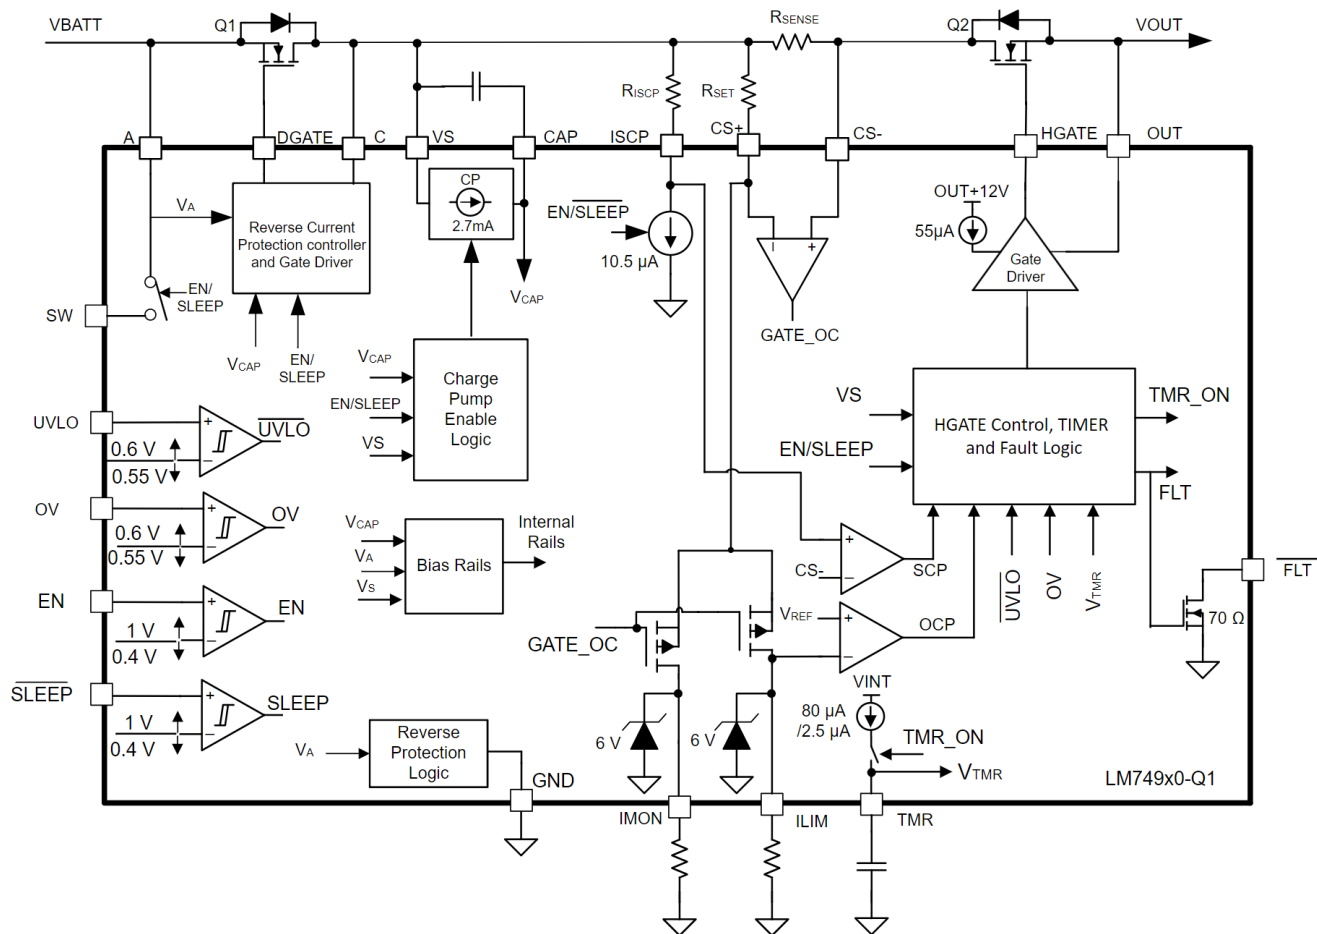 VBATT
Q1
RSENSE
Q2
VOUT
RISCP
RSET
A
DGATE
C
VS
CAP
ISCP
CS+
CS-
HGATE
OUT
CP
2.7mA
VA
Reverse Current
Protection controller
and Gate Driver
EN/SLEEP
10.5 µA
OUT+12V
55µA
Gate
Driver
EN/
SLEEP
SW
VCAP
EN/
SLEEP
VCAP
GATE_OC
VCAP
EN/SLEEP
VS
Charge
Pump
Enable
Logic
VS
EN/SLEEP
HGATE Control, TIMER
and Fault Logic
TMR_ON
FLT
UVLO
0.6 V
0.55 V
UVLO
OV
0.6 V
0.55 V
OV
EN
1 V
0.4 V
EN
SLEEP
1 V
0.4 V
SLEEP
VCAP
VA
VS
Bias Rails
Internal
Rails
CS-
SCP
UVLO
OV
VTMR
FLT
70 Ω
GATE_OC
VREF
OCP
6 V
6 V
VINT
80 µA
/2.5 µA
TMR_ON
VTMR
VA
Reverse
Protection
Logic
GND
LM749x0-Q1
IMON
ILIM
TMR